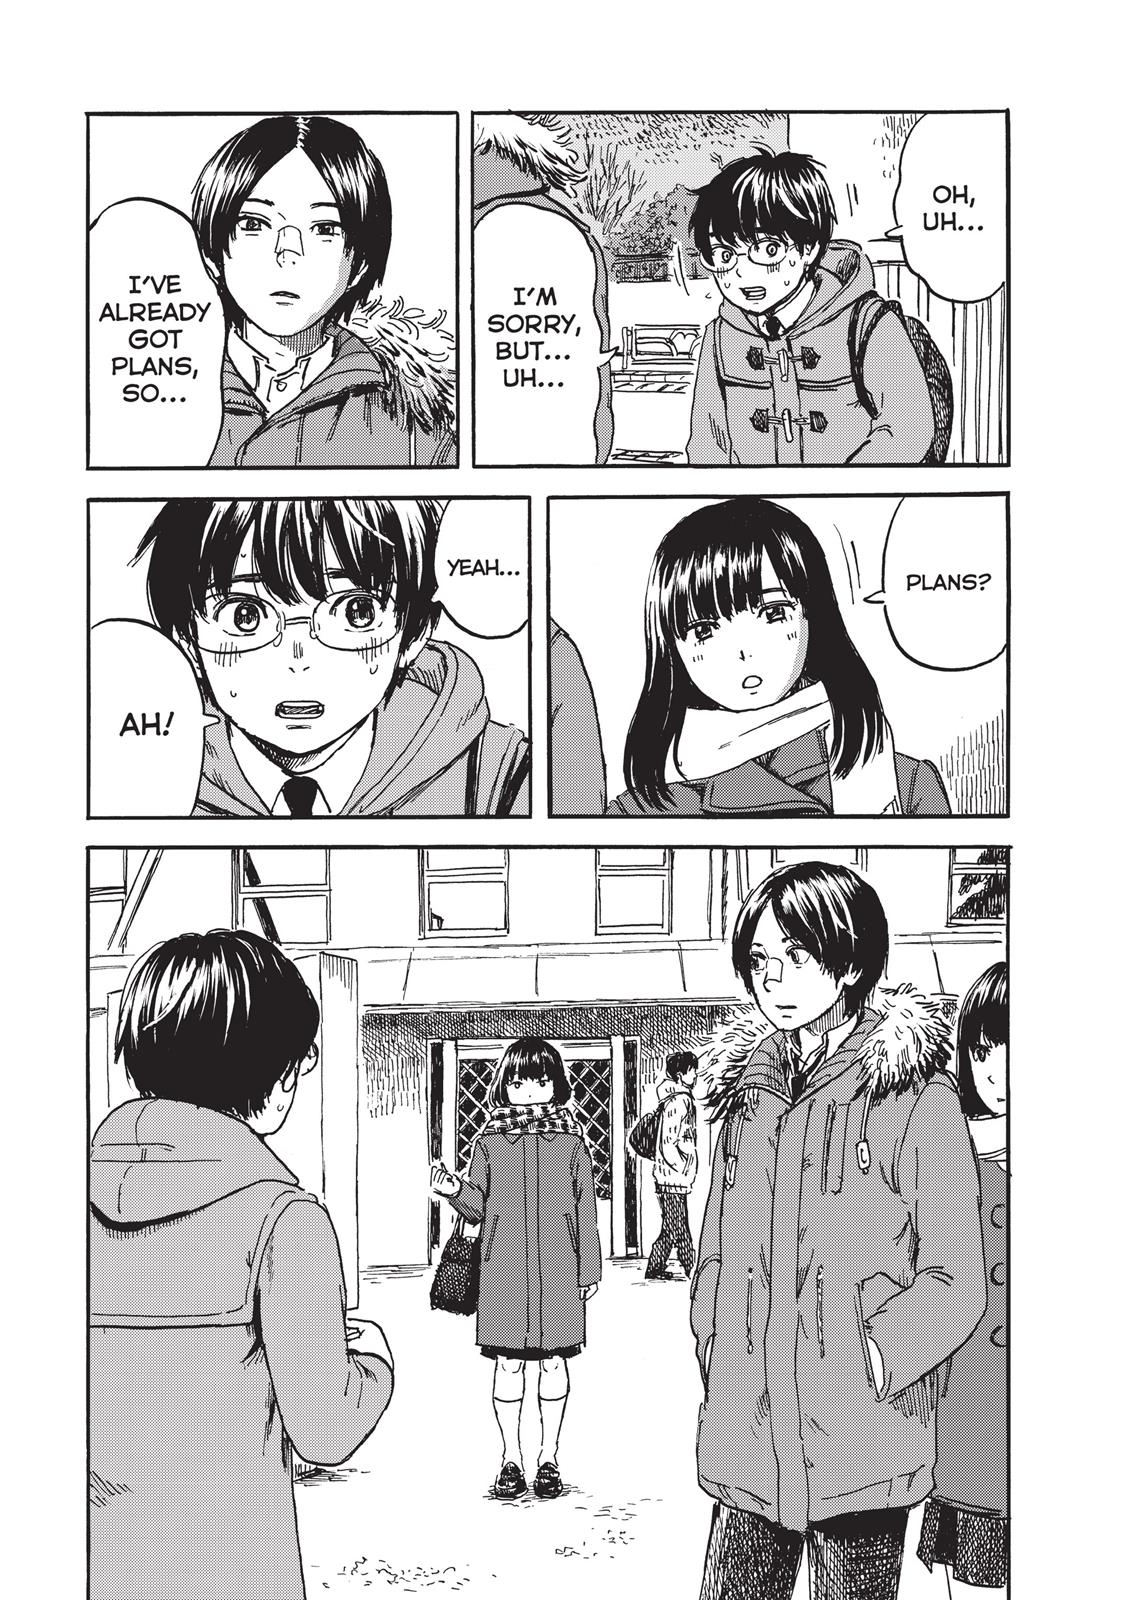 OH,
UH...
I'M
SORRY,
BUT...
UH...
I'VE
ALREADY
GOT
PLANS,
SO...
PLANS?
YEAH...
AH!